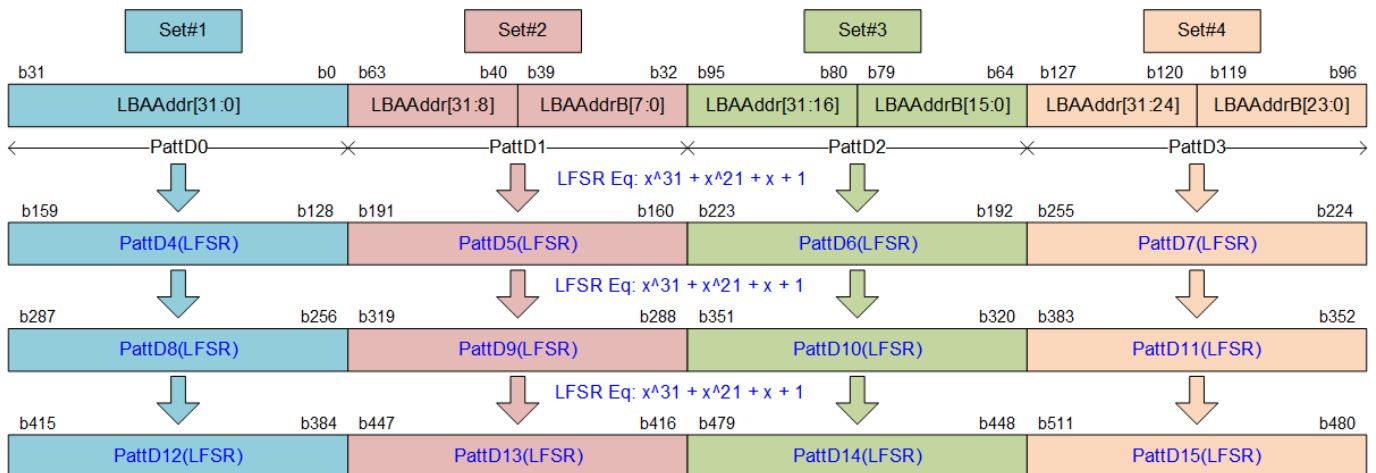 Set#1 Set#2 Set#3 Set#4
b31 b0 b63 b40 b39 b32 b95 b80 b79 b64 b127 b120 b119 b96
LBAAddr[31:0] LBAAddr[31:8] LBAAddrB[7:0] LBAAddr[31:16] LBAAddrB[15:0] LBAAddr[31:24] LBAAddrB[23:0]
PattD0 PattD1 PattD2 PattD3
LFSR Eq: x^31 + x^21 + x + 1
b159 b128 b191 b160 b223 b192 b255 b224
PattD4(LFSR) PattD5(LFSR) PattD6(LFSR) PattD7(LFSR)
LFSR Eq: x^31 + x^21 + x + 1
b287 b256 b319 b288 b351 b320 b383 b352
PattD8(LFSR) PattD9(LFSR) PattD10(LFSR) PattD11(LFSR)
LFSR Eq: x^31 + x^21 + x + 1
b415 b384 b447 b416 b479 b448 b511 b480
PattD12(LFSR) PattD13(LFSR) PattD14(LFSR) PattD15(LFSR)